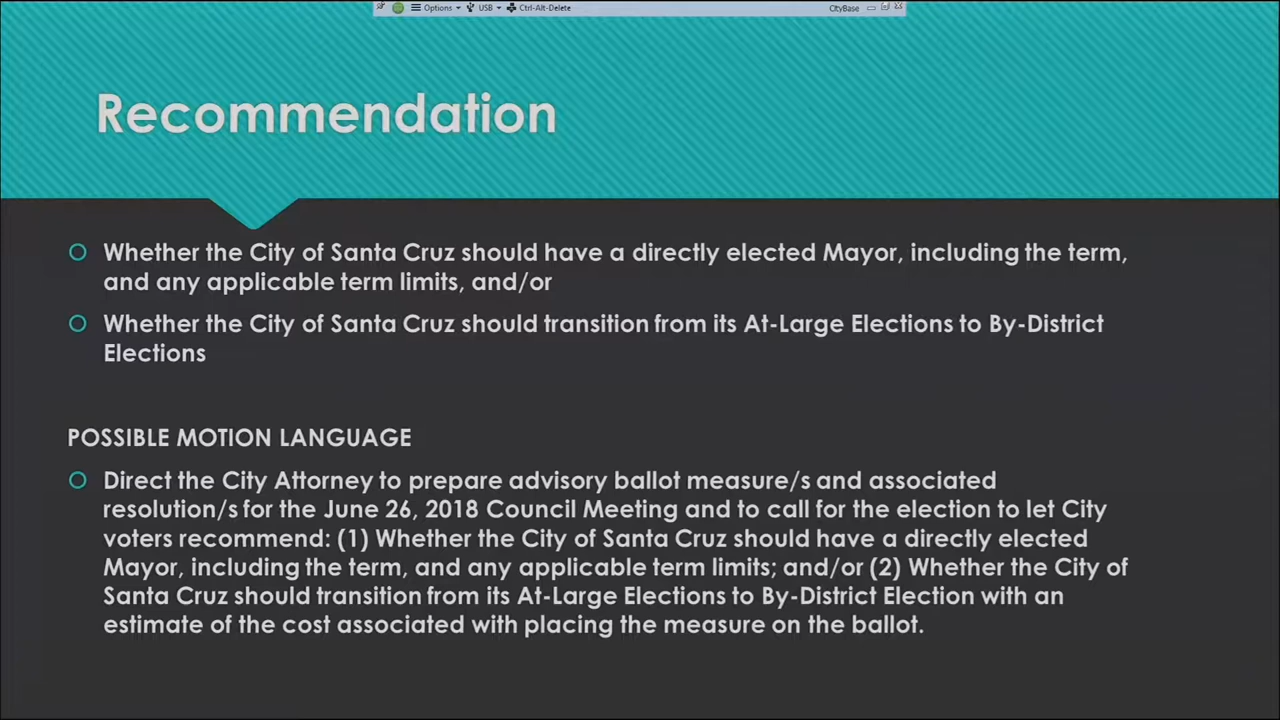 Options USB Ctrl-Alt-Delete CityBase
Recommendation
Whether the City of Santa Cruz should have a directly elected Mayor, including the term,
and any applicable term limits, and/or
Whether the City of Santa Cruz should transition from its At-Large Elections to By-District
Elections
POSSIBLE MOTION LANGUAGE
Direct the City Attorney to prepare advisory ballot measure/s and associated
resolution/s for the June 26, 2018 Council Meeting and to call for the election to let City
voters recommend: (1) Whether the City of Santa Cruz should have a directly elected
Mayor, including the term, and any applicable term limits; and/or (2) Whether the City of
Santa Cruz should transition from its At-Large Elections to By-District Election with an
estimate of the cost associated with placing the measure on the ballot.